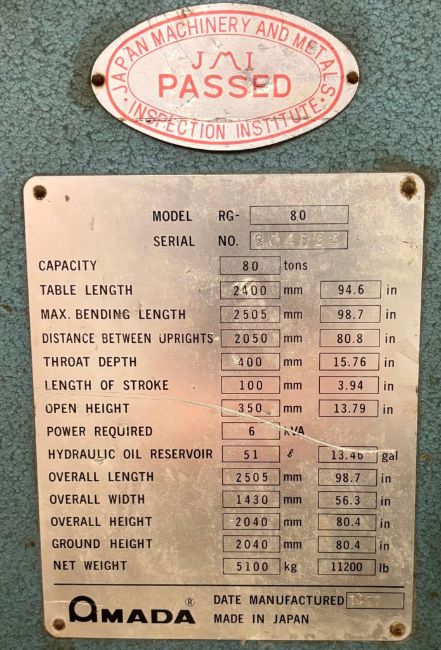 JAPAN MACHINERY AND METALS
JMI
PASSED
INSPECTION INSTITUTE
MODEL RG- 80
SERIAL NO.
CAPACITY 80 tons
TABLE LENGTH 2400 mm 94.6 in
MAX. BENDING LENGTH 2505 mm 98.7 in
DISTANCE BETWEEN UPRIGHTS 2050 mm 80.8 in
THROAT DEPTH 400 mm 15.76 in
LENGTH OF STROKE 100 mm 3.94 in
OPEN HEIGHT 350 mm 13.79 in
POWER REQUIRED 6 KVA
HYDRAULIC OIL RESERVOIR 51 ℓ 13.46 gal
OVERALL LENGTH 2505 mm 98.7 in
OVERALL WIDTH 1430 mm 56.3 in
OVERALL HEIGHT 2040 mm 80.4 in
GROUND HEIGHT 2040 mm 80.4 in
NET WEIGHT 5100 kg 11200 lb
AMADA ® DATE MANUFACTURED
MADE IN JAPAN